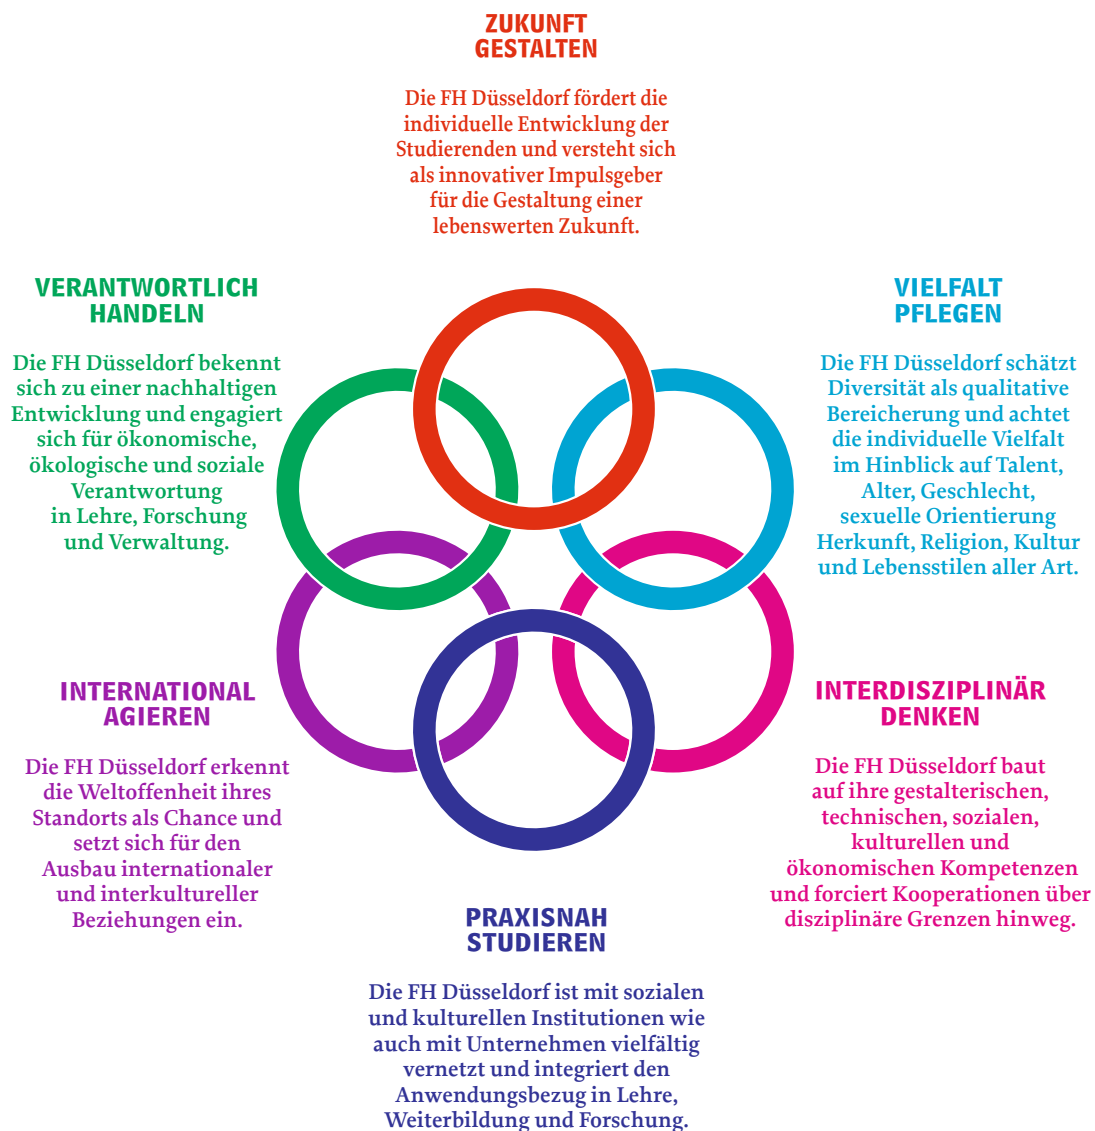 ZUKUNFT
GESTALTEN
Die FH Düsseldorf fördert die
individuelle Entwicklung der
Studierenden und versteht sich
als innovativer Impulsgeber
für die Gestaltung einer
lebenswerten Zukunft.
VERANTWORTLICH
HANDELN
Die FH Düsseldorf bekennt
sich zu einer nachhaltigen
Entwicklung und engagiert
sich für ökonomische,
ökologische und soziale
Verantwortung
in Lehre, Forschung
und Verwaltung.
VIELFALT
PFLEGEN
Die FH Düsseldorf schätzt
Diversität als qualitative
Bereicherung und achtet
die individuelle Vielfalt
im Hinblick auf Talent,
Alter, Geschlecht,
sexuelle Orientierung
Herkunft, Religion, Kultur
und Lebensstilen aller Art.
INTERNATIONAL
AGIEREN
Die FH Düsseldorf erkennt
die Weltoffenheit ihres
Standorts als Chance und
setzt sich für den
Ausbau internationaler
und interkultureller
Beziehungen ein.
INTERDISZIPLINÄR
DENKEN
Die FH Düsseldorf baut
auf ihre gestalterischen,
technischen, sozialen,
kulturellen und
ökonomischen Kompetenzen
und forciert Kooperationen über
disziplinäre Grenzen hinweg.
PRAXISNAH
STUDIEREN
Die FH Düsseldorf ist mit sozialen
und kulturellen Institutionen wie
auch mit Unternehmen vielfältig
vernetzt und integriert den
Anwendungsbezug in Lehre,
Weiterbildung und Forschung.